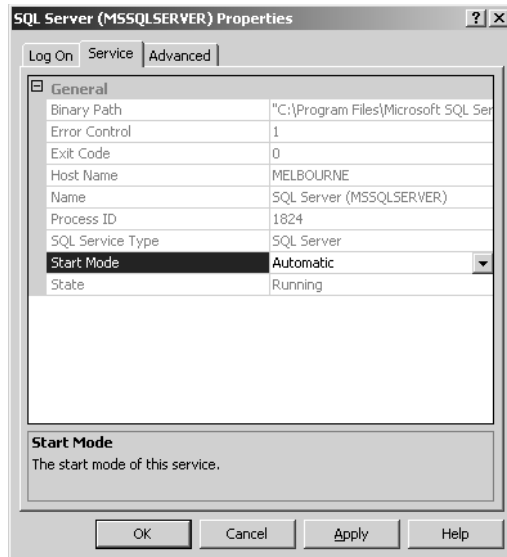 SQL Server (MSSQLSERVER) Properties
Log On Service Advanced
General
Binary Path "C:\Program Files\Microsoft SQL Ser
Error Control 1
Exit Code 0
Host Name MELBOURNE
Name SQL Server (MSSQLSERVER)
Process ID 1824
SQL Service Type SQL Server
Start Mode Automatic
State Running
Start Mode
The start mode of this service.
OK Cancel Apply Help